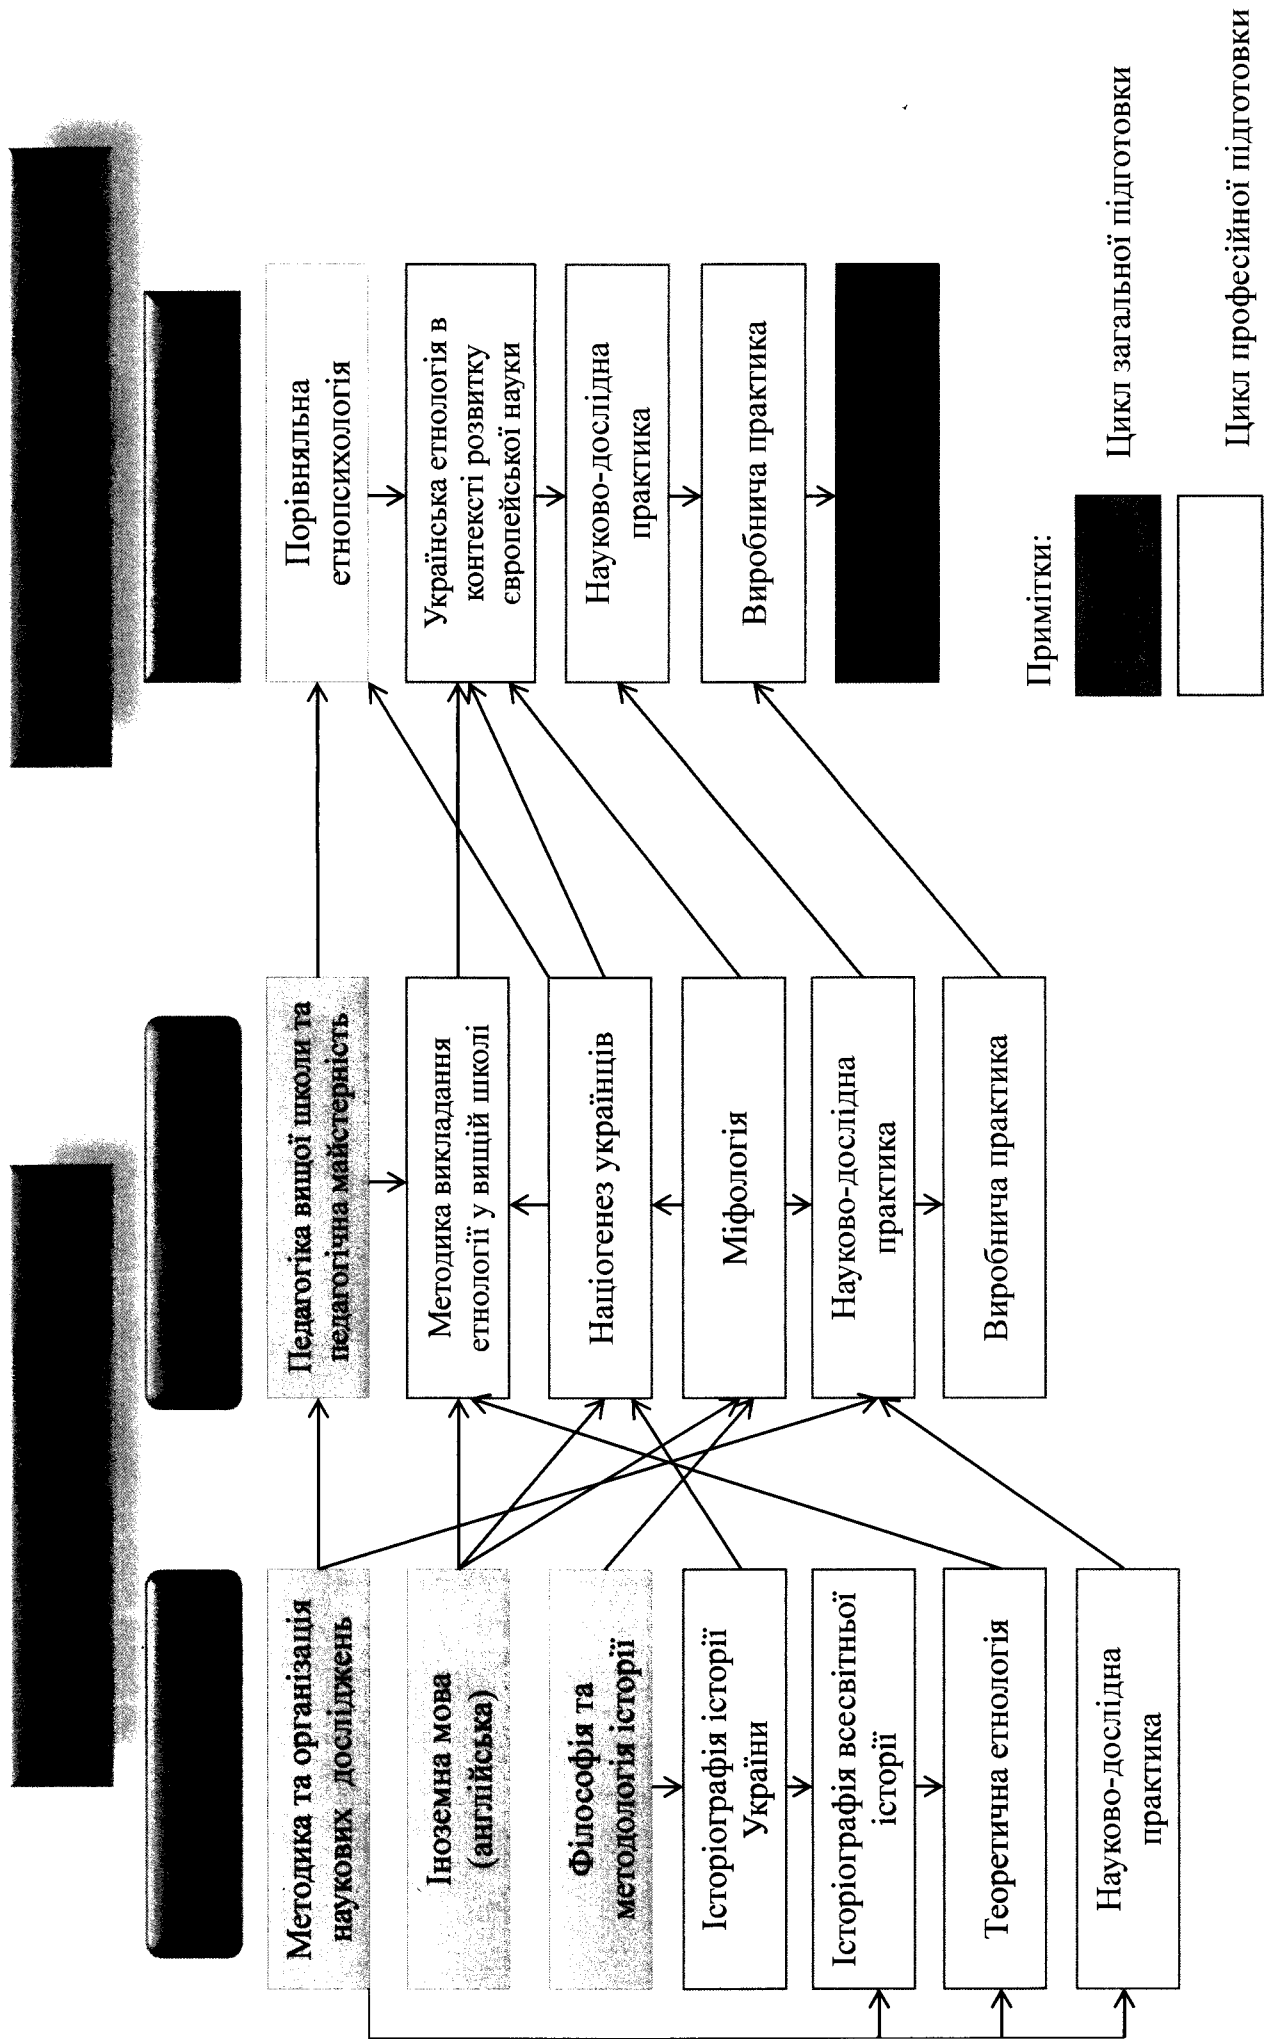 Методика та організація
наукових досліджень
Іноземна мова
(англійська)
Філософія та
методологія історії
Історіографія історії
України
Історіографія всесвітньої
історії
Теоретична етнологія
Науково-дослідна
практика
Педагогіка вищої школи та
педагогічна майстерність
Методика викладання
етнології у вищій школі
Націогенез українців
Міфологія
Науково-дослідна
практика
Виробнича практика
Порівняльна
етнопсихологія
Українська етнологія в
контексті розвитку
європейської науки
Науково-дослідна
практика
Виробнича практика
Примітки:
Цикл загальної підготовки
Цикл професійної підготовки